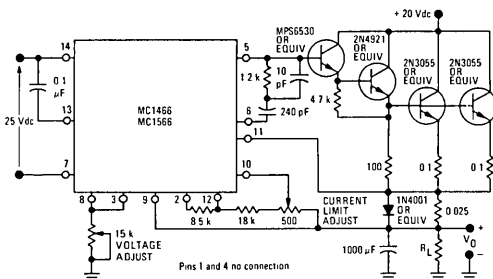 + 20 Vdc
MPS6530
OR
EQUIV
2N4921
OR
EQUIV
2N3055
OR
EQUIV
2N3055
OR
EQUIV
14
5
1.2 k
10
pF
0.1
μF
MC1466
MC1566
4.7 k
25 Vdc
13
6
240 pF
11
7
10
100
0.1
0.1
8
3
9
2
12
CURRENT
LIMIT
ADJUST
1N4001
OR
EQUIV
0.025
8.5 k
18 k
500
15 k
VOLTAGE
ADJUST
1000 μF
RL
VO
+
−
Pins 1 and 4 no connection